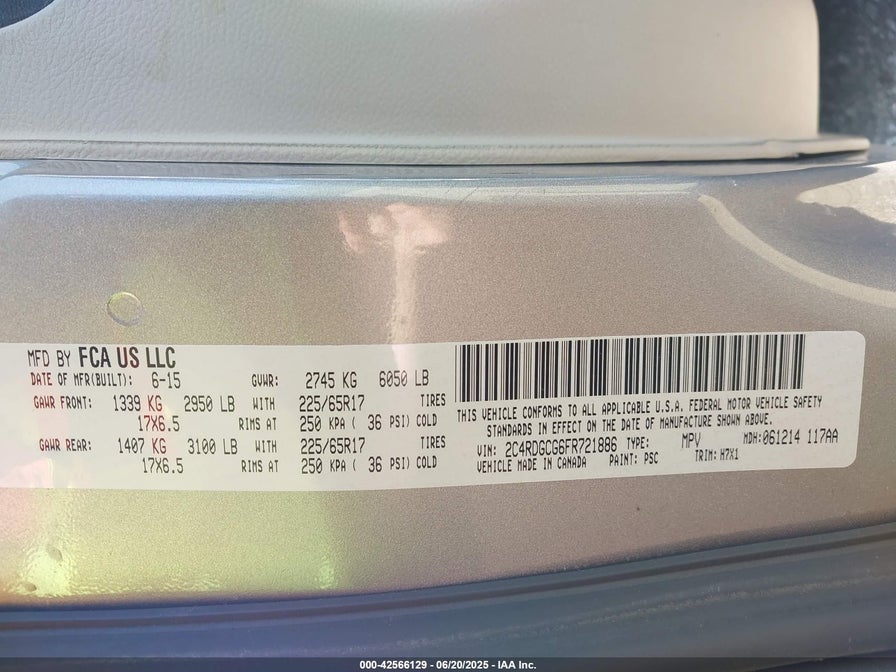 MFD BY FCA US LLC
DATE OF MFR(BUILT): 6-15 GVWR: 2745 KG 6050 LB
GAWR FRONT: 1339 KG 2950 LB WITH 225/65R17 TIRES
17X6.5 RIMS AT 250 KPA ( 36 PSI) COLD
GAWR REAR: 1407 KG 3100 LB WITH 225/65R17 TIRES
17X6.5 RIMS AT 250 KPA ( 36 PSI) COLD
THIS VEHICLE CONFORMS TO ALL APPLICABLE U.S.A. FEDERAL MOTOR VEHICLE SAFETY
STANDARDS IN EFFECT ON THE DATE OF MANUFACTURE SHOWN ABOVE.
VIN: 2C4RDGCG6FR721886 TYPE: MPV MDH:061214 117AA
VEHICLE MADE IN CANADA PAINT: PSC TRIM: H7X1
000-42566129 - 06/20/2025 - IAA Inc.